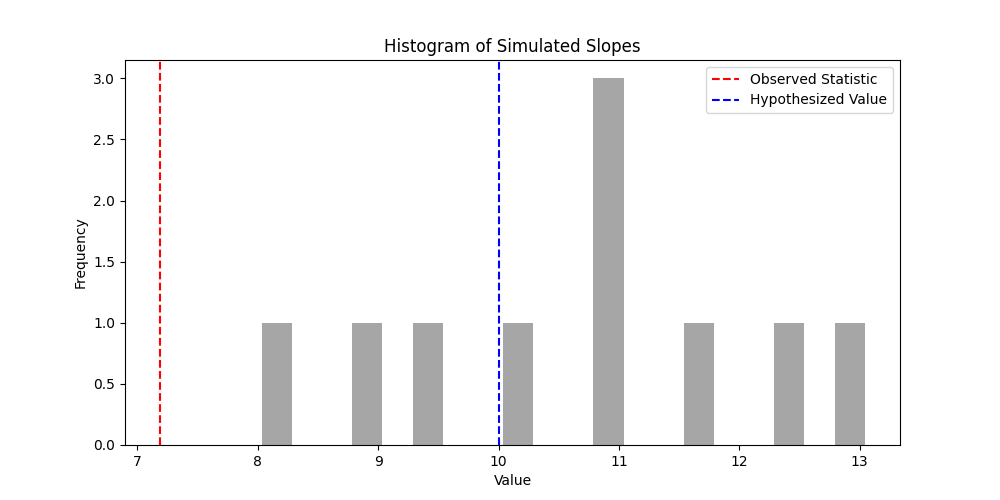 Histogram of Simulated Slopes
Observed Statistic
Hypothesized Value
Frequency
3.0
2.5
2.0
1.5
1.0
0.5
0.0
7 8 9 10 11 12 13
Value